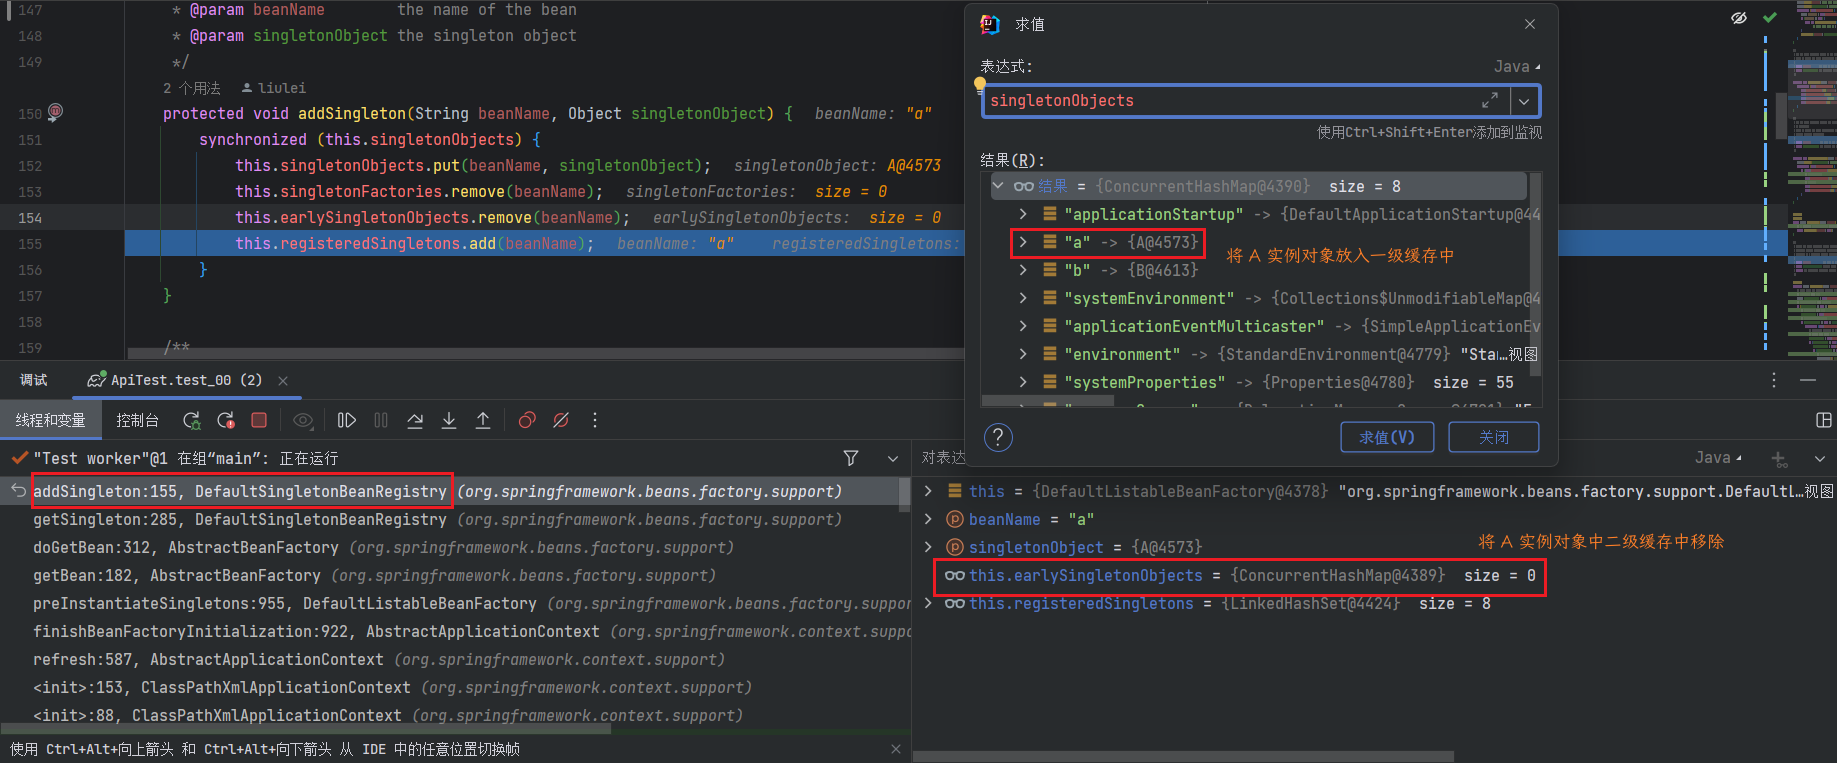 147 * @param beanName the name of the bean
148 * @param singletonObject the singleton object
149 */
2 个用法 liulei
150 protected void addSingleton(String beanName, Object singletonObject) { beanName: "a"
151 synchronized (this.singletonObjects) {
152 this.singletonObjects.put(beanName, singletonObject); singletonObject: A@4573
153 this.singletonFactories.remove(beanName); singletonFactories: size = 0
154 this.earlySingletonObjects.remove(beanName); earlySingletonObjects: size = 0
155 this.registeredSingletons.add(beanName); beanName: "a" registeredSingletons:
156 }
157 }
158
159 /**
求值
表达式:
Java
singletonObjects
使用Ctrl+Shift+Enter添加到监视
结果(R):
结果 = {ConcurrentHashMap@4390} size = 8
"applicationStartup" -> {DefaultApplicationStartup@44
"a" -> {A@4573}
将 A 实例对象放入一级缓存中
"b" -> {B@4613}
"systemEnvironment" -> {Collections$UnmodifiableMap@4
"applicationEventMulticaster" -> {SimpleApplicationEv
"environment" -> {StandardEnvironment@4779} "Sta…视图
"systemProperties" -> {Properties@4780} size = 55
? 求值(V) 关闭
调试 ApiTest.test_00 (2)
线程和变量 控制台
"Test worker"@1 在组“main”: 正在运行
addSingleton:155, DefaultSingletonBeanRegistry (org.springframework.beans.factory.support)
getSingleton:285, DefaultSingletonBeanRegistry (org.springframework.beans.factory.support)
doGetBean:312, AbstractBeanFactory (org.springframework.beans.factory.support)
getBean:182, AbstractBeanFactory (org.springframework.beans.factory.support)
preInstantiateSingletons:955, DefaultListableBeanFactory (org.springframework.beans.factory.suppor
finishBeanFactoryInitialization:922, AbstractApplicationContext (org.springframework.context.suppo
refresh:587, AbstractApplicationContext (org.springframework.context.support)
<init>:153, ClassPathXmlApplicationContext (org.springframework.context.support)
<init>:88, ClassPathXmlApplicationContext (org.springframework.context.support)
使用 Ctrl+Alt+向上箭头 和 Ctrl+Alt+向下箭头 从 IDE 中的任意位置切换帧
对表达
Java
this = {DefaultListableBeanFactory@4378} "org.springframework.beans.factory.support.DefaultL…视图
beanName = "a"
singletonObject = {A@4573}
将 A 实例对象中二级缓存中移除
this.earlySingletonObjects = {ConcurrentHashMap@4389} size = 0
this.registeredSingletons = {LinkedHashSet@4424} size = 8